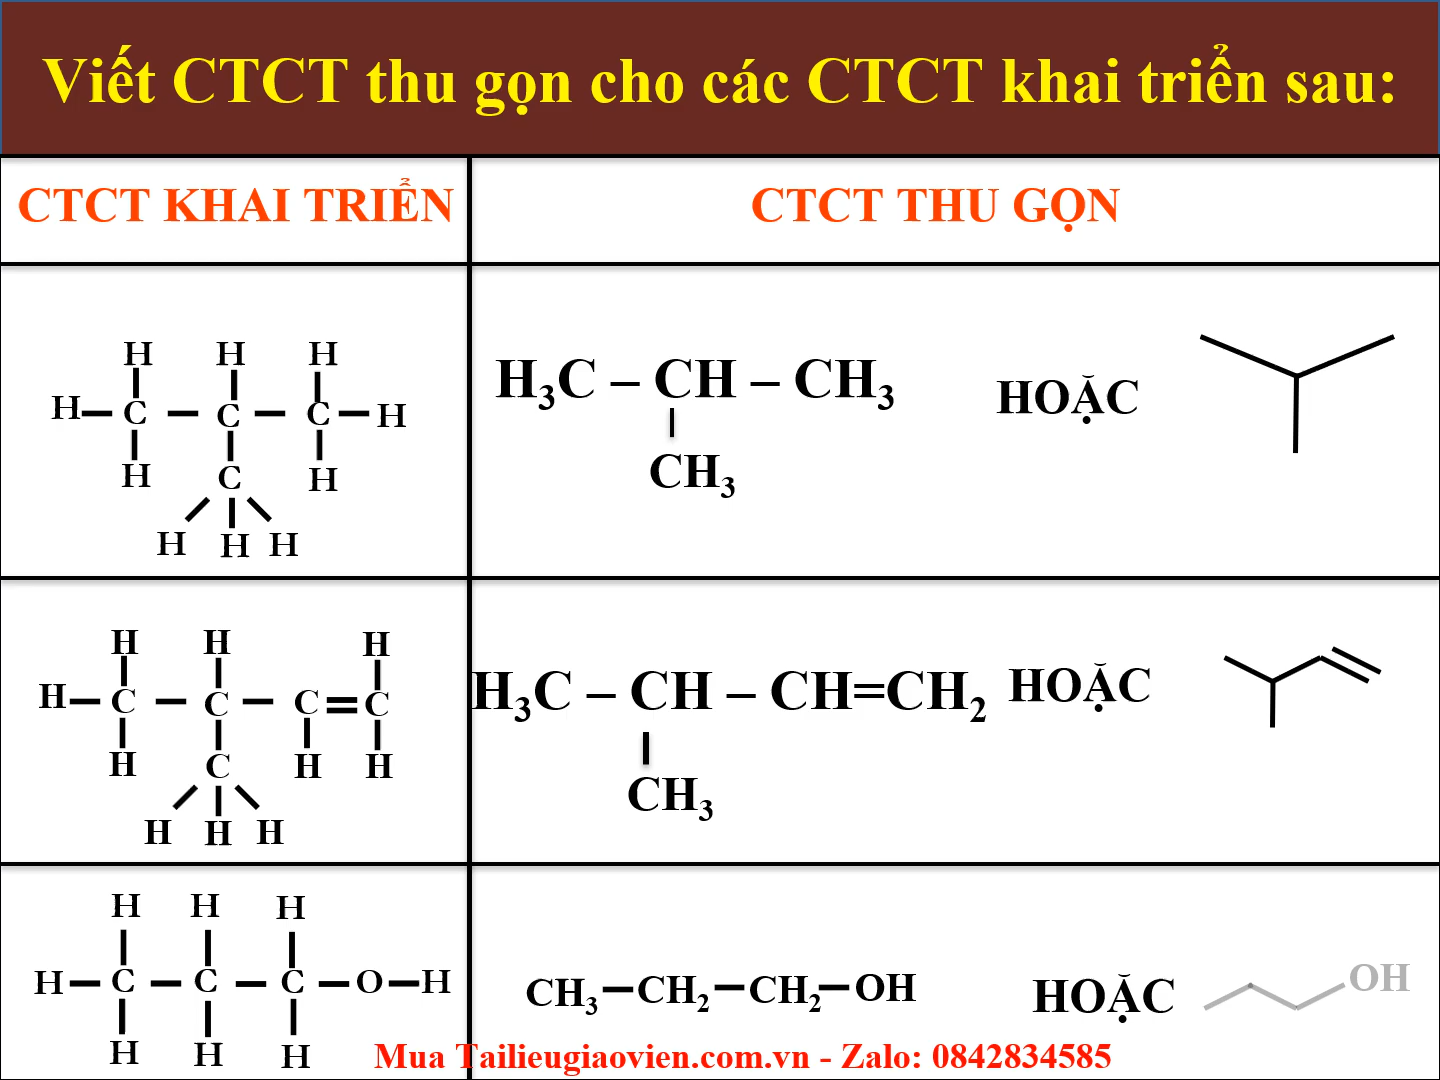 Viết CTCT thu gọn cho các CTCT khai triển sau:
CTCT KHAI TRIỂN
CTCT THU GỌN
H H H
H C C C H
H C H
H H H
H₃C – CH – CH₃
CH₃
HOẶC
H H H
H C C C C
H C H H
H H H
H₃C – CH – CH=CH₂
CH₃
HOẶC
H H H
H C C C O H
H H H
CH₃ CH₂ CH₂ OH
HOẶC
OH
Mua Tailieugiaovien.com.vn - Zalo: 0842834585